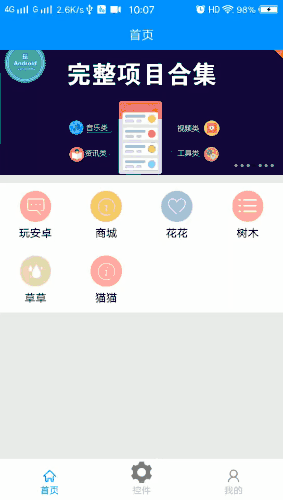 4G G 2.6K/s 10:07 HD 98%
首页
Android
完整项目合集
音乐类 视频类
资讯类 工具类
玩安卓 商城 花花 树木
草草 猫猫
首页 控件 我的